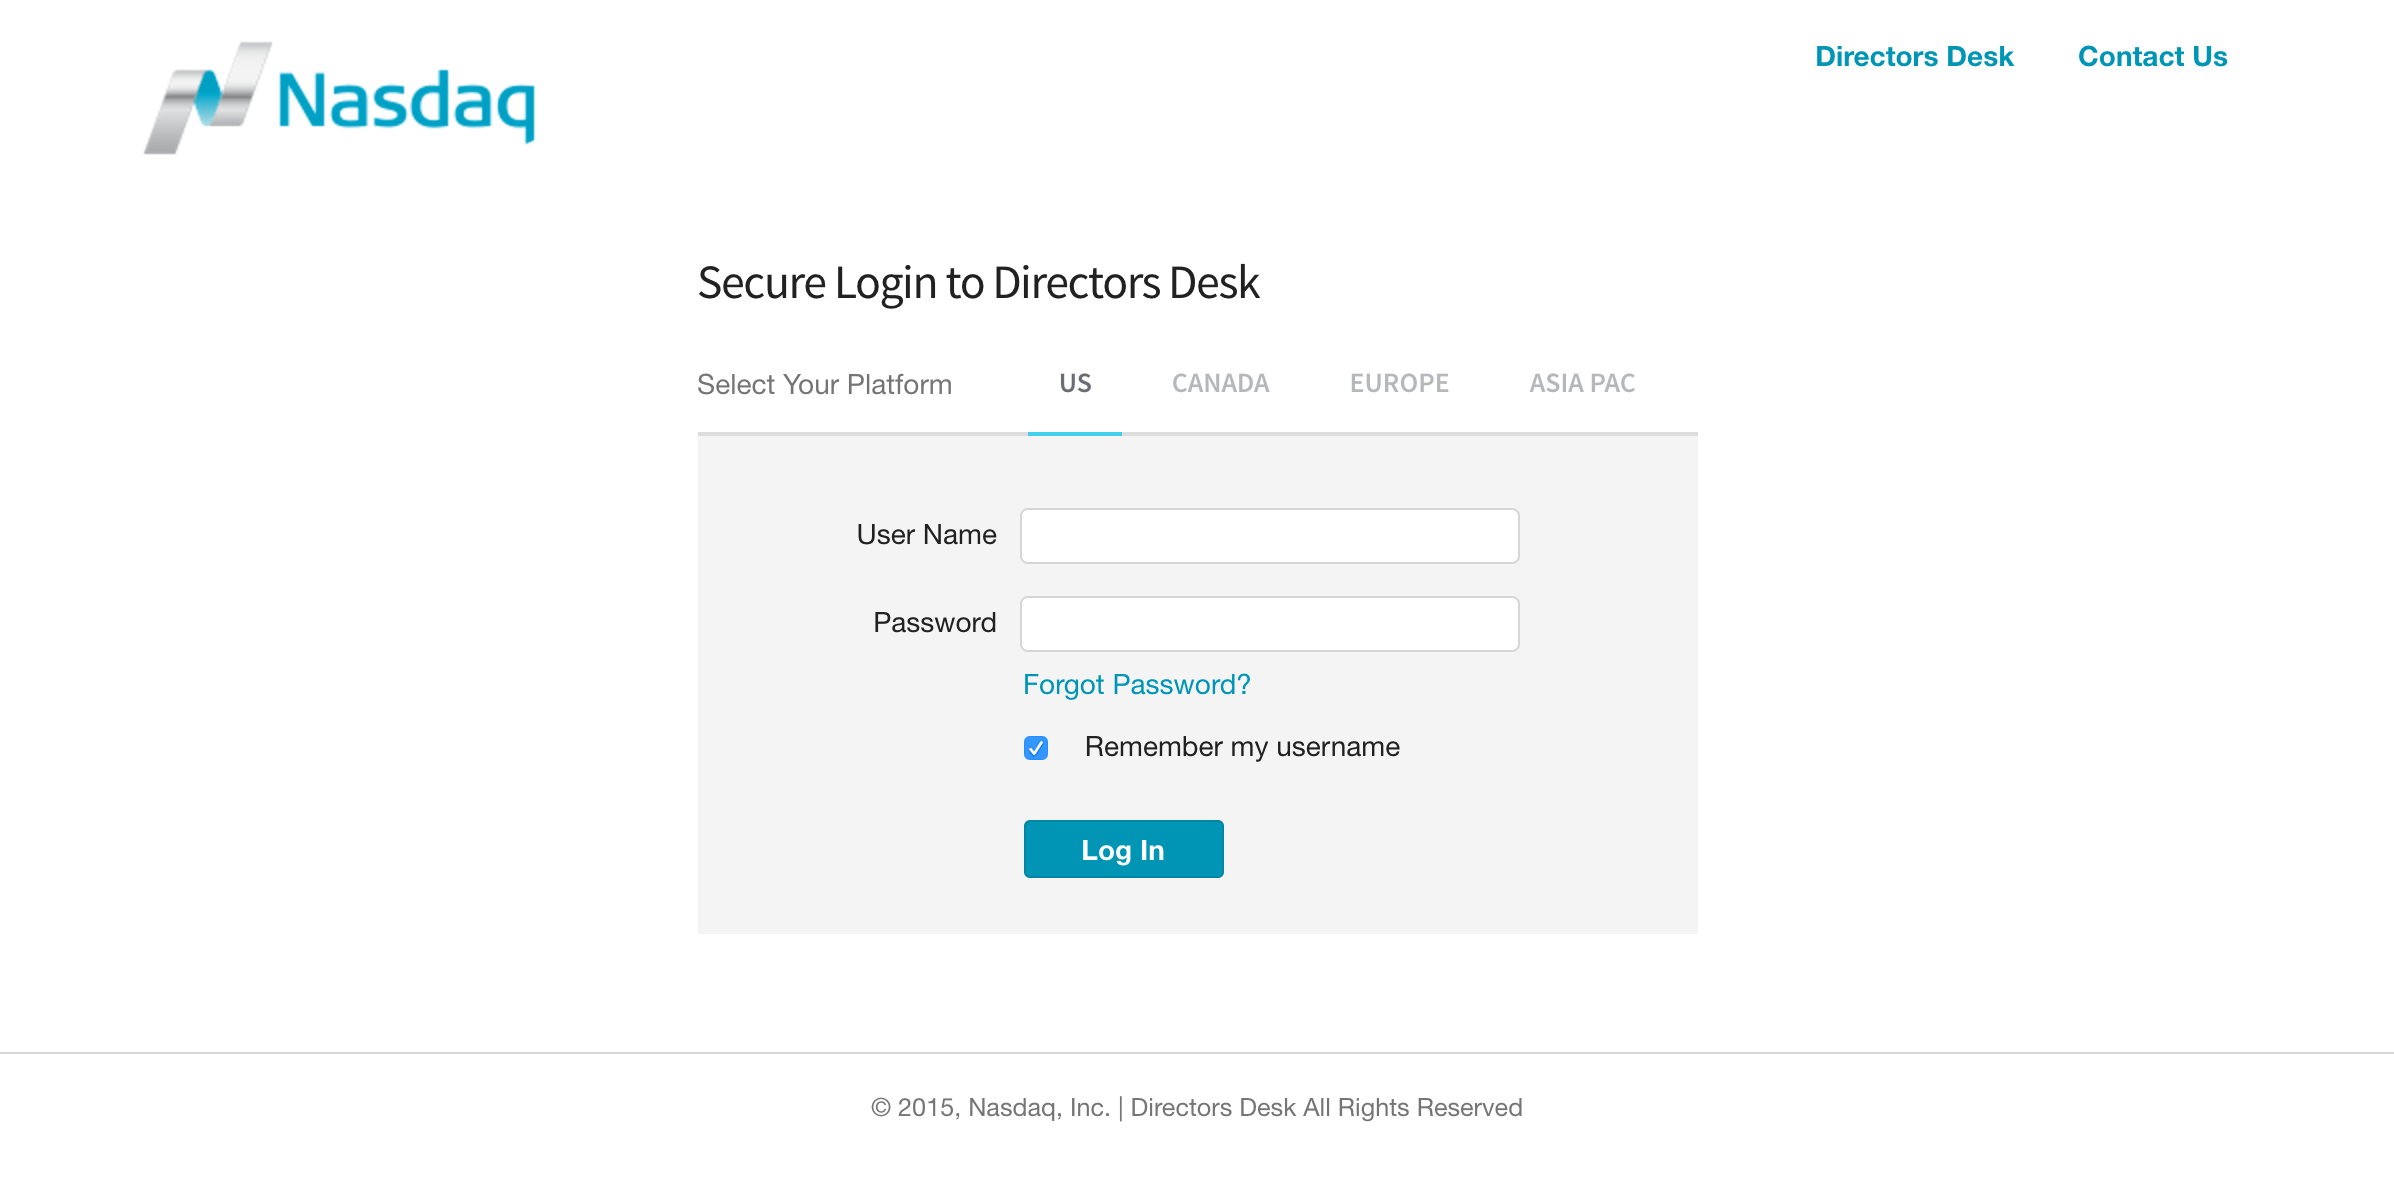 Nasdaq
Directors Desk Contact Us
Secure Login to Directors Desk
Select Your Platform US CANADA EUROPE ASIA PAC
User Name
Password
Forgot Password?
Remember my username
Log In
© 2015, Nasdaq, Inc. | Directors Desk All Rights Reserved